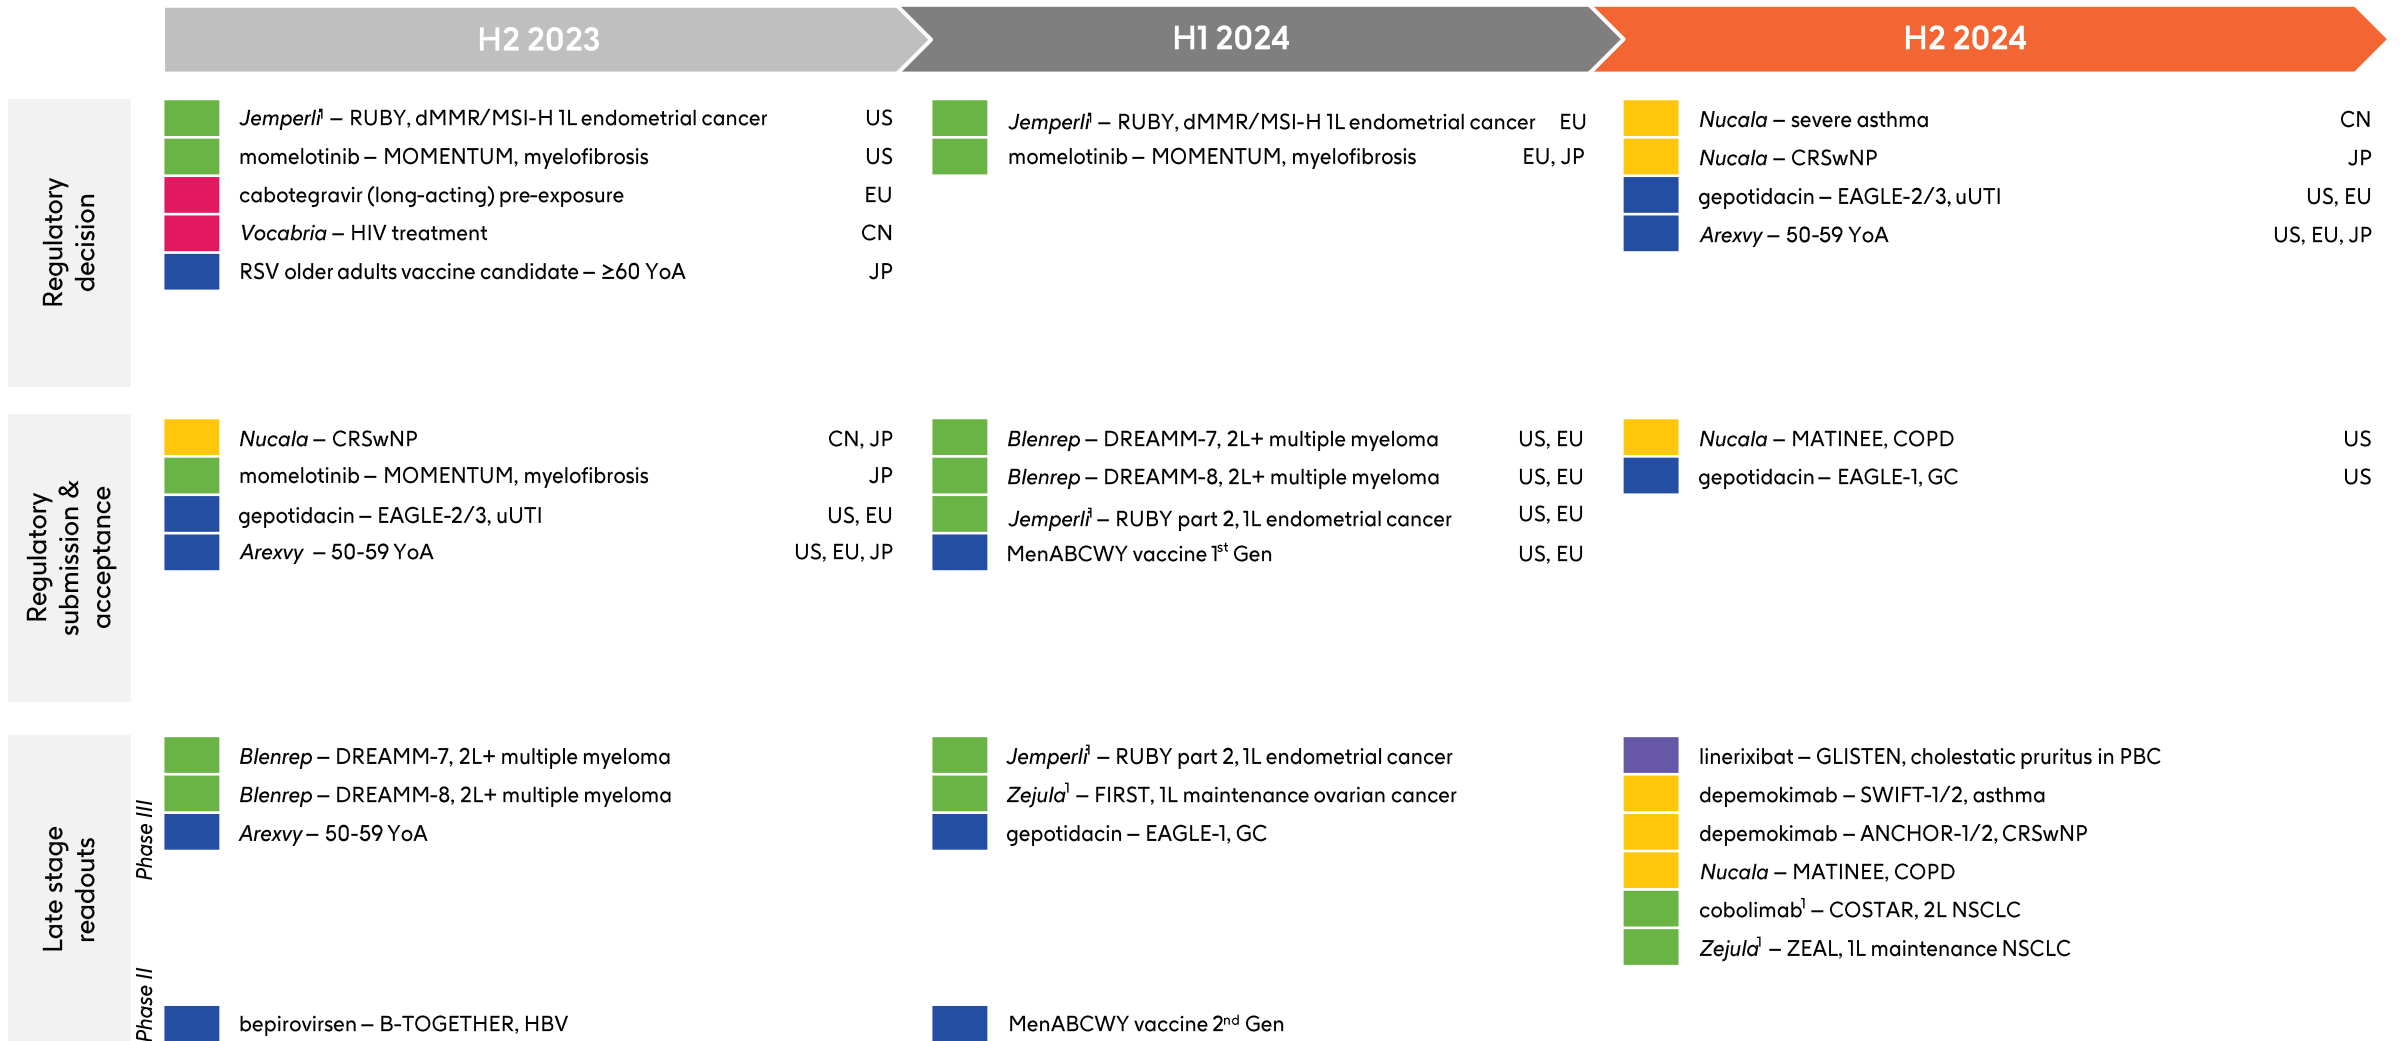 H2 2023
H1 2024
H2 2024
Regulatory
decision
Jemperli¹ – RUBY, dMMR/MSI-H 1L endometrial cancer US
momelotinib – MOMENTUM, myelofibrosis US
cabotegravir (long-acting) pre-exposure EU
Vocabria – HIV treatment CN
RSV older adults vaccine candidate – ≥60 YoA JP
Jemperli¹ – RUBY, dMMR/MSI-H 1L endometrial cancer EU
momelotinib – MOMENTUM, myelofibrosis EU, JP
Nucala – severe asthma CN
Nucala – CRSwNP JP
gepotidacin – EAGLE-2/3, uUTI US, EU
Arexvy – 50-59 YoA US, EU, JP
Regulatory
submission &
acceptance
Nucala – CRSwNP CN, JP
momelotinib – MOMENTUM, myelofibrosis JP
gepotidacin – EAGLE-2/3, uUTI US, EU
Arexvy – 50-59 YoA US, EU, JP
Blenrep – DREAMM-7, 2L+ multiple myeloma US, EU
Blenrep – DREAMM-8, 2L+ multiple myeloma US, EU
Jemperli¹ – RUBY part 2, 1L endometrial cancer US, EU
MenABCWY vaccine 1st Gen US, EU
Nucala – MATINEE, COPD US
gepotidacin – EAGLE-1, GC US
Late stage
readouts
Phase III
Blenrep – DREAMM-7, 2L+ multiple myeloma
Blenrep – DREAMM-8, 2L+ multiple myeloma
Arexvy – 50-59 YoA
Jemperli¹ – RUBY part 2, 1L endometrial cancer
Zejula¹ – FIRST, 1L maintenance ovarian cancer
gepotidacin – EAGLE-1, GC
linerixibat – GLISTEN, cholestatic pruritus in PBC
depemokimab – SWIFT-1/2, asthma
depemokimab – ANCHOR-1/2, CRSwNP
Nucala – MATINEE, COPD
cobolimab¹ – COSTAR, 2L NSCLC
Zejula¹ – ZEAL, 1L maintenance NSCLC
Phase II
bepirovirsen – B-TOGETHER, HBV
MenABCWY vaccine 2nd Gen